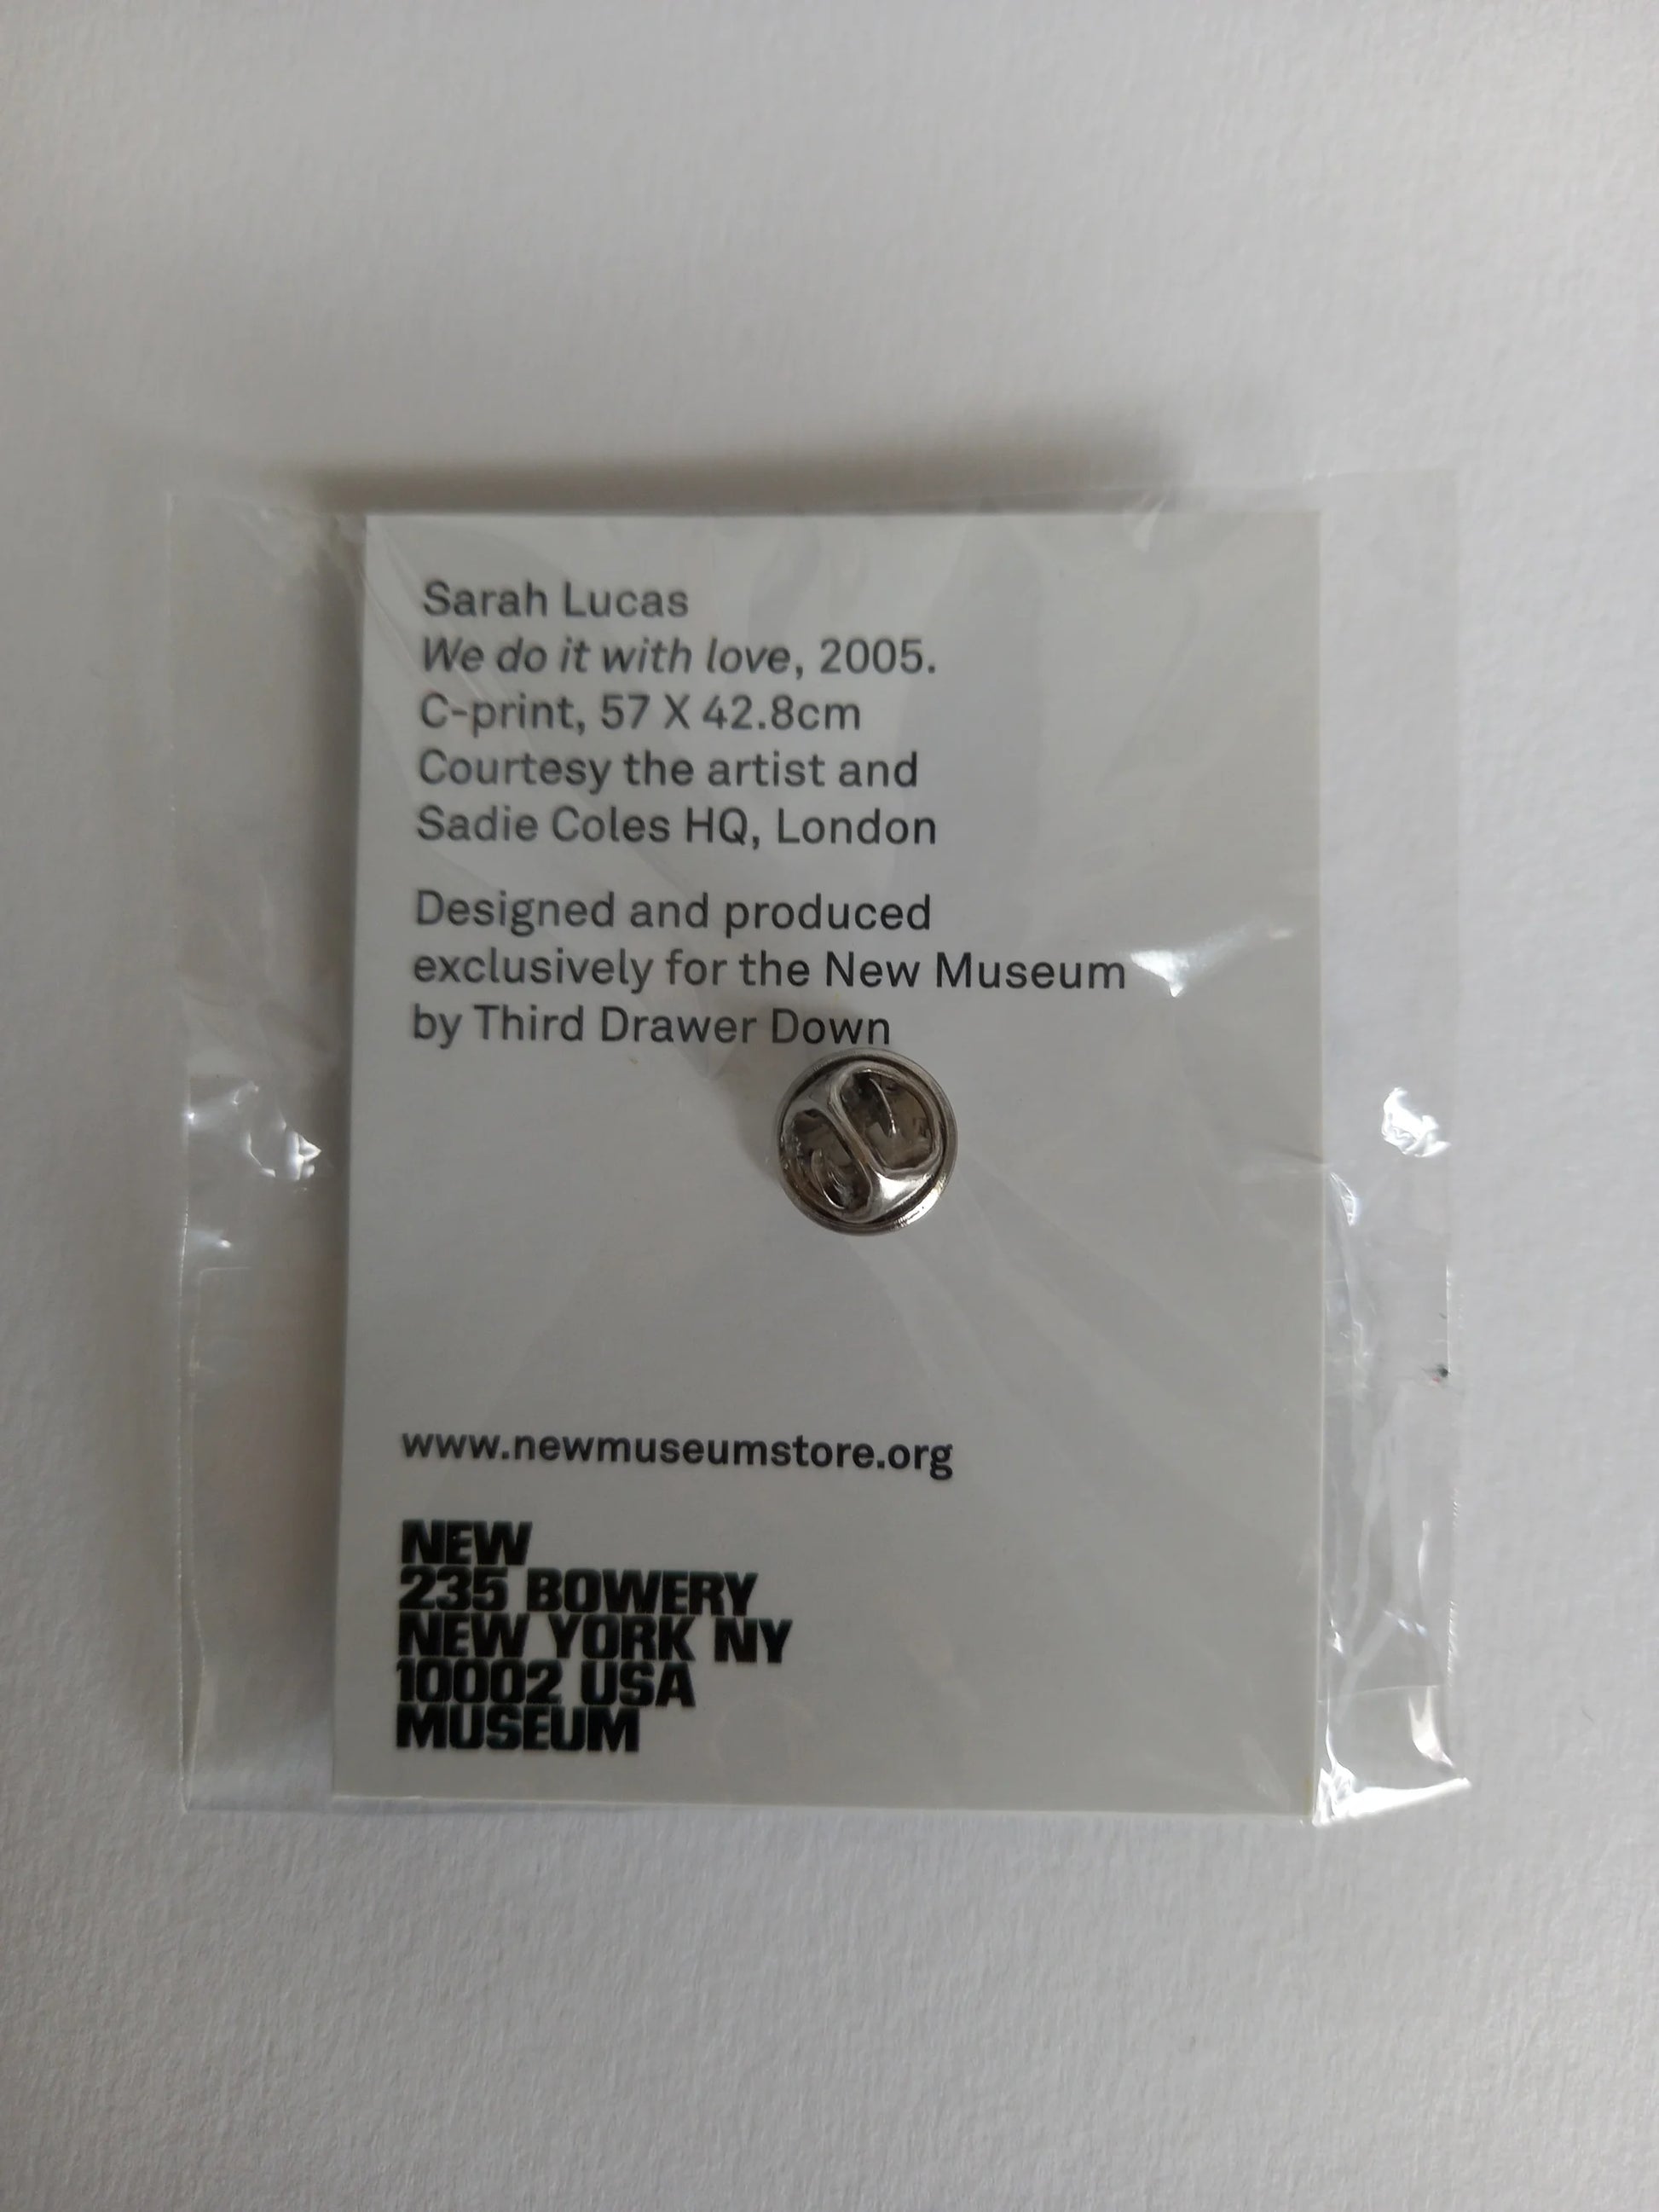 Sarah Lucas
We do it with love, 2005.
C-print, 57 X 42.8cm
Courtesy the artist and
Sadie Coles HQ, London
Designed and produced
exclusively for the New Museum
by Third Drawer Down
www.newmuseumstore.org
NEW
235 BOWERY
NEW YORK NY
10002 USA
MUSEUM